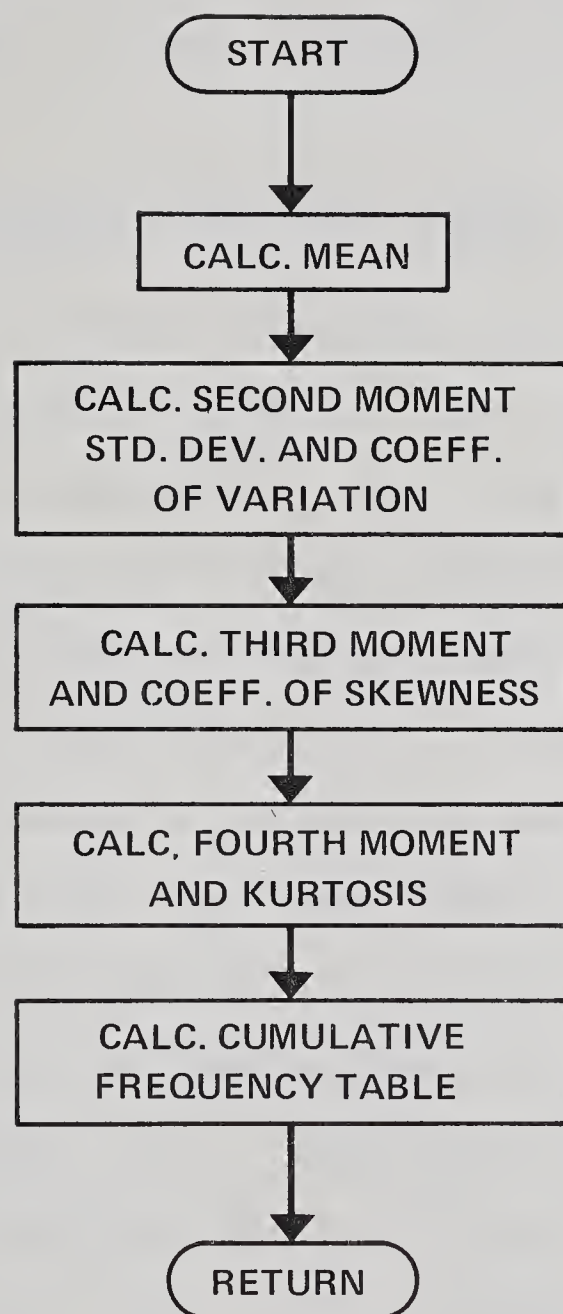 START
CALC. MEAN
CALC. SECOND MOMENT
STD. DEV. AND COEFF.
OF VARIATION
CALC. THIRD MOMENT
AND COEFF. OF SKEWNESS
CALC, FOURTH MOMENT
AND KURTOSIS
CALC. CUMULATIVE
FREQUENCY TABLE
RETURN